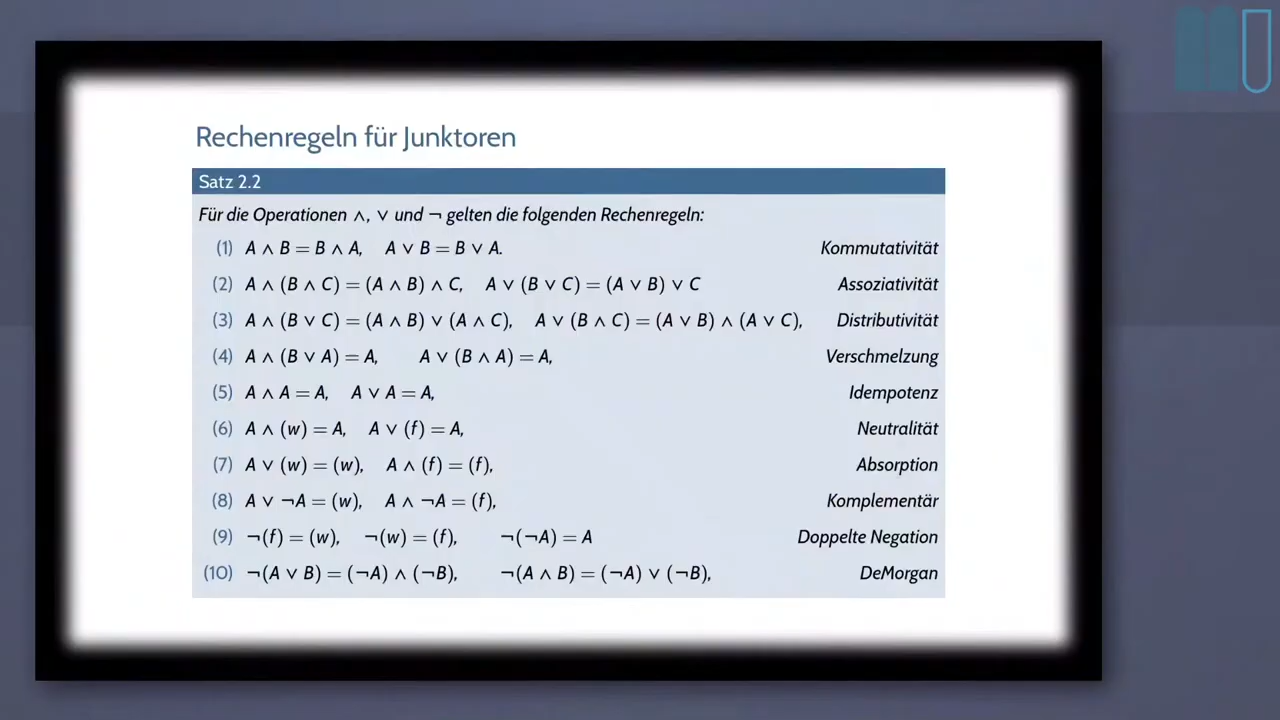 Rechenregeln für Junktoren
Satz 2.2
Für die Operationen ∧, ∨ und ¬ gelten die folgenden Rechenregeln:
(1) A ∧ B = B ∧ A, A ∨ B = B ∨ A. Kommutativität
(2) A ∧ (B ∧ C) = (A ∧ B) ∧ C, A ∨ (B ∨ C) = (A ∨ B) ∨ C Assoziativität
(3) A ∧ (B ∨ C) = (A ∧ B) ∨ (A ∧ C), A ∨ (B ∧ C) = (A ∨ B) ∧ (A ∨ C), Distributivität
(4) A ∧ (B ∨ A) = A, A ∨ (B ∧ A) = A, Verschmelzung
(5) A ∧ A = A, A ∨ A = A, Idempotenz
(6) A ∧ (w) = A, A ∨ (f) = A, Neutralität
(7) A ∨ (w) = (w), A ∧ (f) = (f), Absorption
(8) A ∨ ¬A = (w), A ∧ ¬A = (f), Komplementär
(9) ¬(f) = (w), ¬(w) = (f), ¬(¬A) = A Doppelte Negation
(10) ¬(A ∨ B) = (¬A) ∧ (¬B), ¬(A ∧ B) = (¬A) ∨ (¬B), DeMorgan